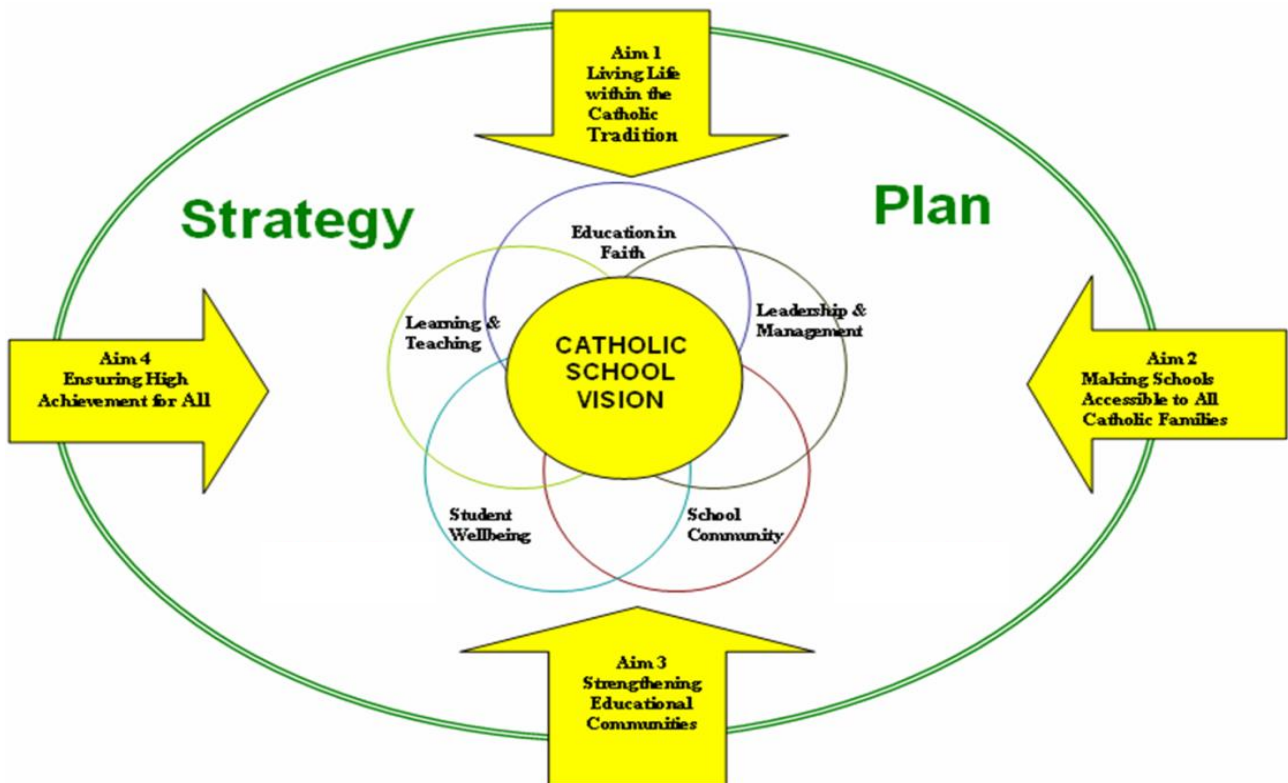 Aim 1
Living Life
within the
Catholic
Tradition
Strategy
Plan
Education in
Faith
Learning &
Teaching
Leadership &
Management
CATHOLIC
SCHOOL
VISION
Aim 4
Ensuring High
Achievement for All
Aim 2
Making Schools
Accessible to All
Catholic Families
Student
Wellbeing
School
Community
Aim 3
Strengthening
Educational
Communities